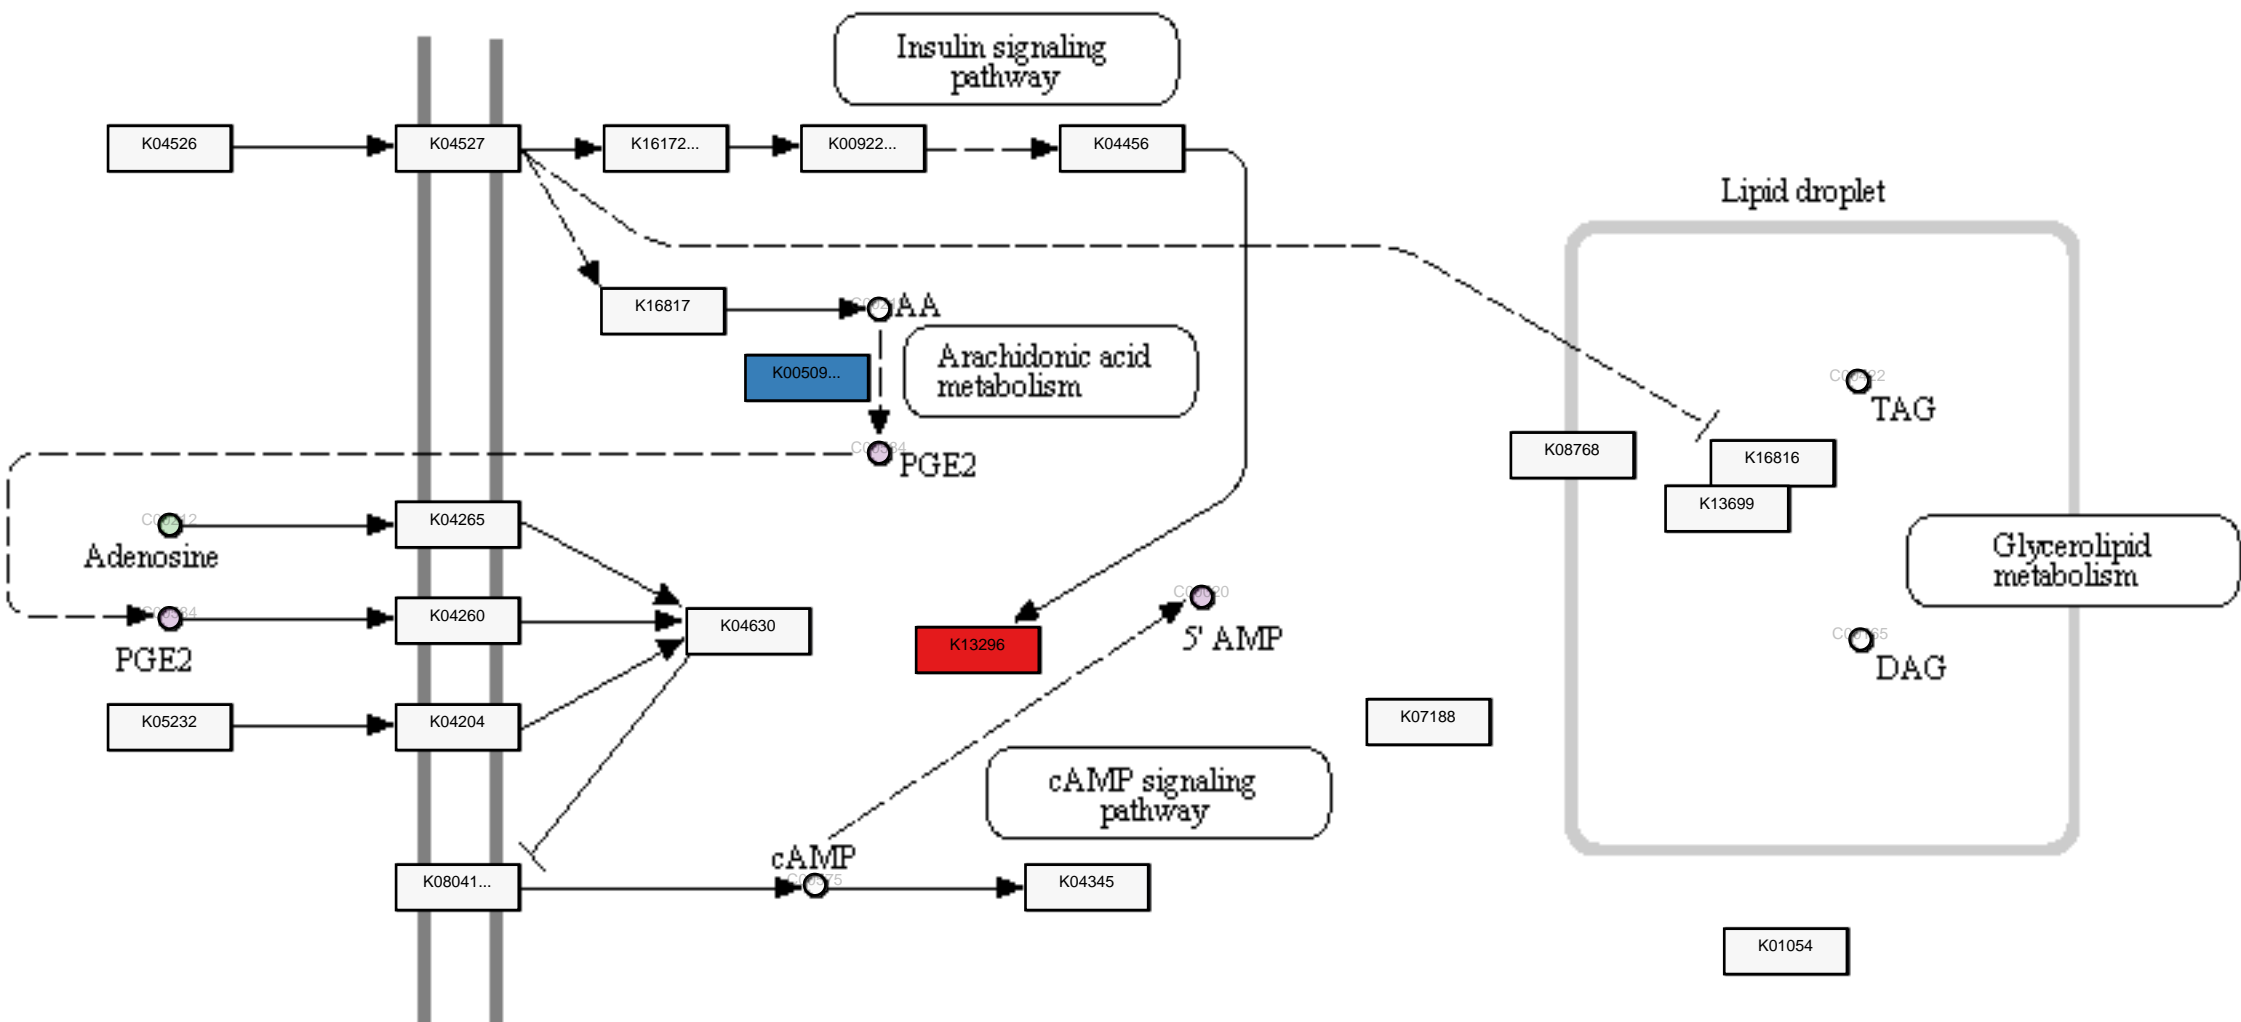 Insulin signaling
pathway
K04526
K04527
K16172...
K00922...
K04456
Lipid droplet
K16817
AA
Arachidonic acid
metabolism
K00509...
TAG
PGE2
K08768
K16816
K13699
C00212
K04265
Adenosine
Glycerolipid
metabolism
K04260
K04630
K13296
5' AMP
PGE2
DAG
K05232
K04204
K07188
cAMP signaling
pathway
cAMP
K08041...
K04345
K01054